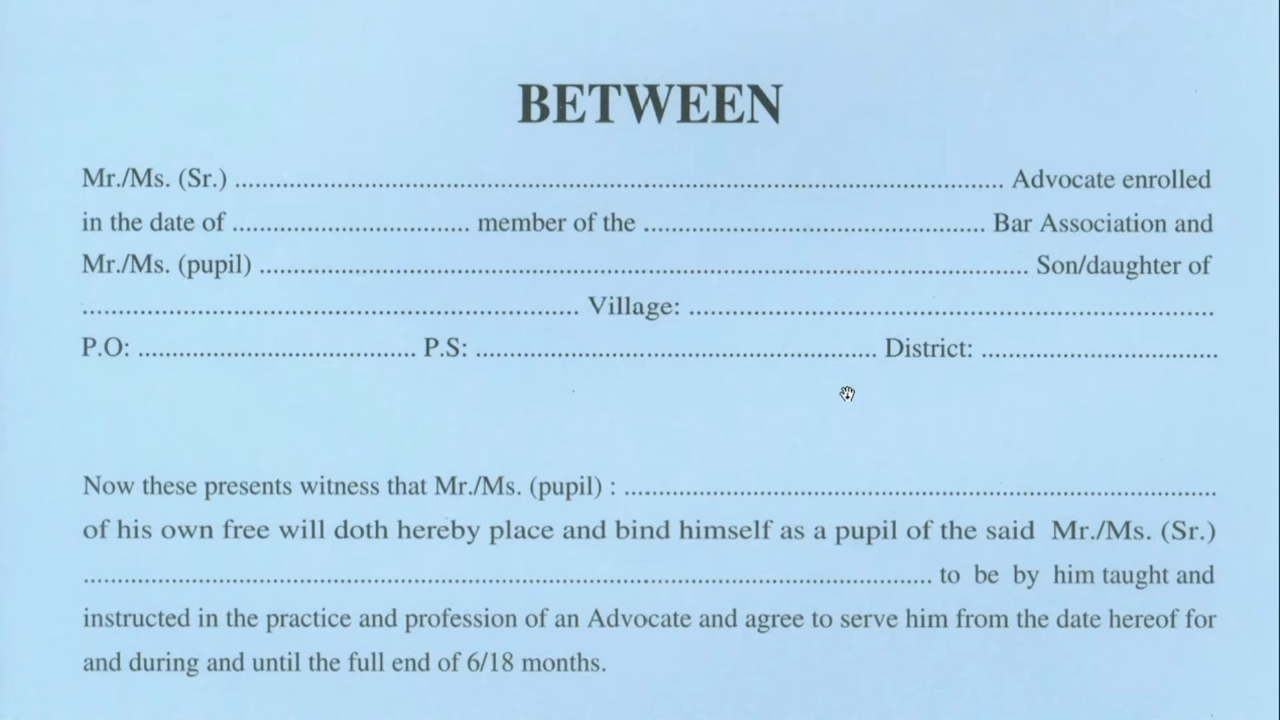 BETWEEN
Mr./Ms. (Sr.) .................................................................................................................. Advocate enrolled
in the date of ................................... member of the .................................................. Bar Association and
Mr./Ms. (pupil) .................................................................................................................. Son/daughter of
.......................................................................... Village: ..............................................................................
P.O: ......................................... P.S: ........................................................... District: ...................................
Now these presents witness that Mr./Ms. (pupil) : ........................................................................................
of his own free will doth hereby place and bind himself as a pupil of the said Mr./Ms. (Sr.)
.............................................................................................................................. to be by him taught and
instructed in the practice and profession of an Advocate and agree to serve him from the date hereof for
and during and until the full end of 6/18 months.